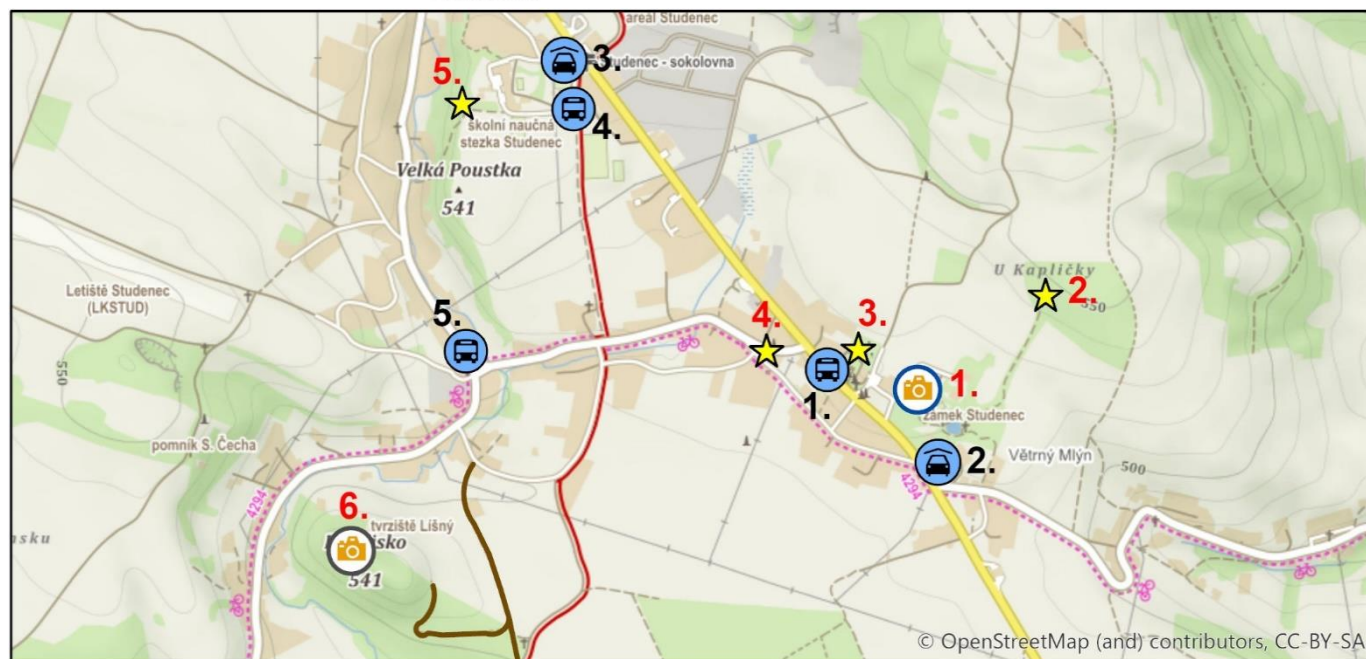 areál Studenec
3.
Studenec - sokolovna
5.
4.
školní naučná
stezka Studenec
Velká Poustka
541
U Kapličky
2.
550
Letiště Studenec
(LKSTUD)
5.
4.
3.
550
1.
1.
zámek Studenec
pomník S. Čecha
2.
Větrný Mlýn
500
4294
4294
6.
tvrziště Lišný
541
© OpenStreetMap (and) contributors, CC-BY-SA